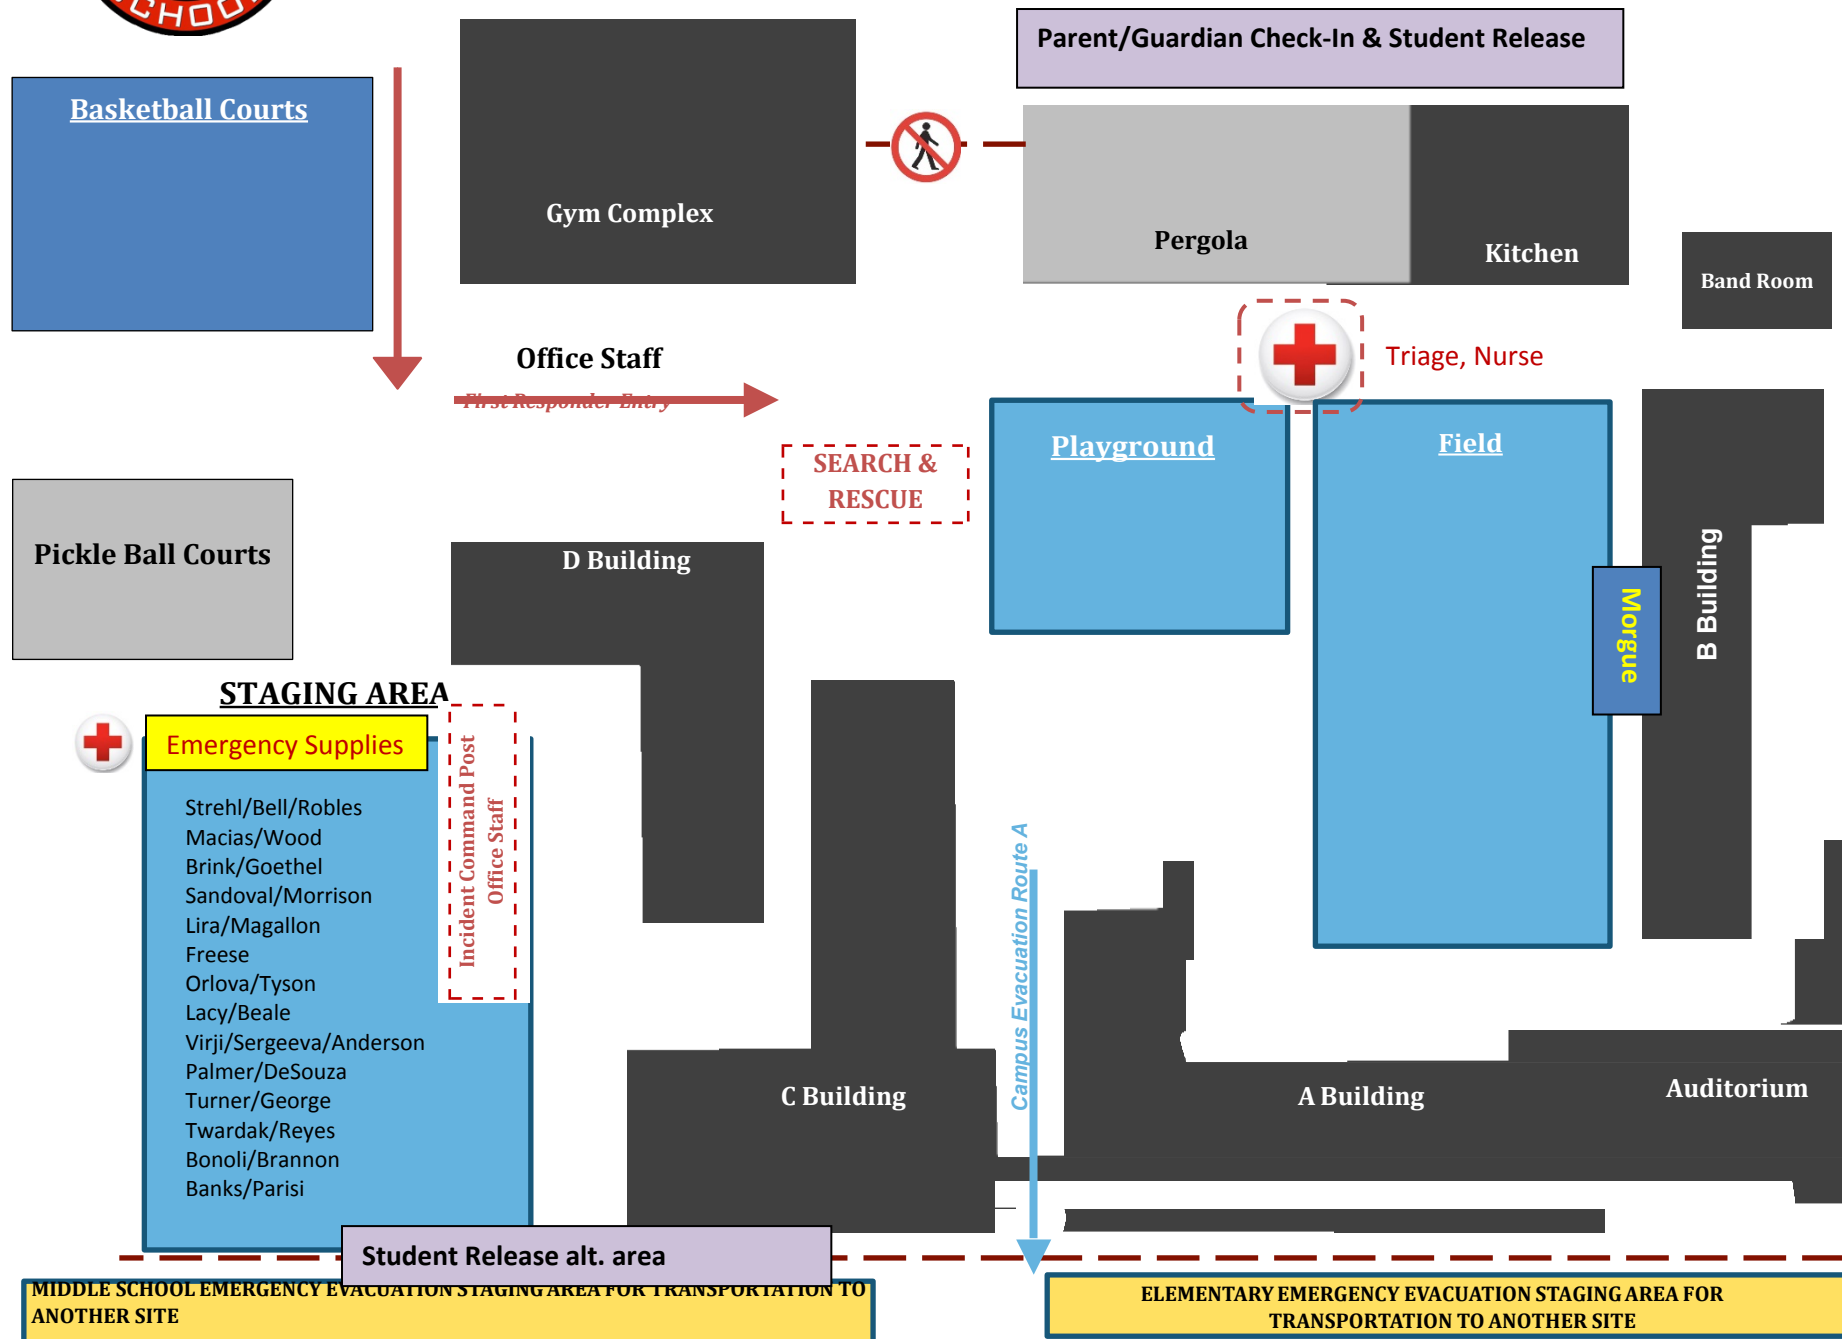 SCHOOL
Parent/Guardian Check-In & Student Release
Basketball Courts
Gym Complex
Pergola
Kitchen
Band Room
Office Staff
First Responder Entry
Triage, Nurse
SEARCH &
RESCUE
Playground
Field
Pickle Ball Courts
D Building
Morgue
B Building
STAGING AREA
Emergency Supplies
Incident Command Post
Office Staff
Strehl/Bell/Robles
Macias/Wood
Brink/Goethel
Sandoval/Morrison
Lira/Magallon
Freese
Orlova/Tyson
Lacy/Beale
Virji/Sergeeva/Anderson
Palmer/DeSouza
Turner/George
Twardak/Reyes
Bonoli/Brannon
Banks/Parisi
Campus Evacuation Route A
C Building
A Building
Auditorium
Student Release alt. area
MIDDLE SCHOOL EMERGENCY EVACUATION STAGING AREA FOR TRANSPORTATION TO
ANOTHER SITE
ELEMENTARY EMERGENCY EVACUATION STAGING AREA FOR
TRANSPORTATION TO ANOTHER SITE